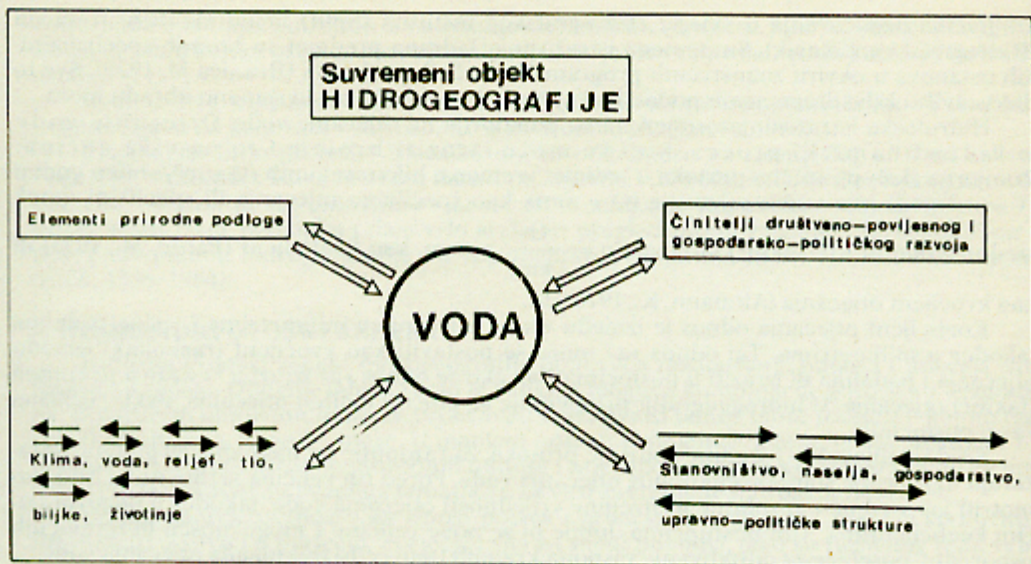 Suvremeni objekt
HIDROGEOGRAFIJE
Elementi prirodne podloge
Činitelji društveno–povijesnog i
gospodarsko–političkog razvoja
VODA
Klima, voda, reljef, tlo,
biljke, životinje
Stanovništvo, naselja, gospodarstvo,
upravno–političke strukture